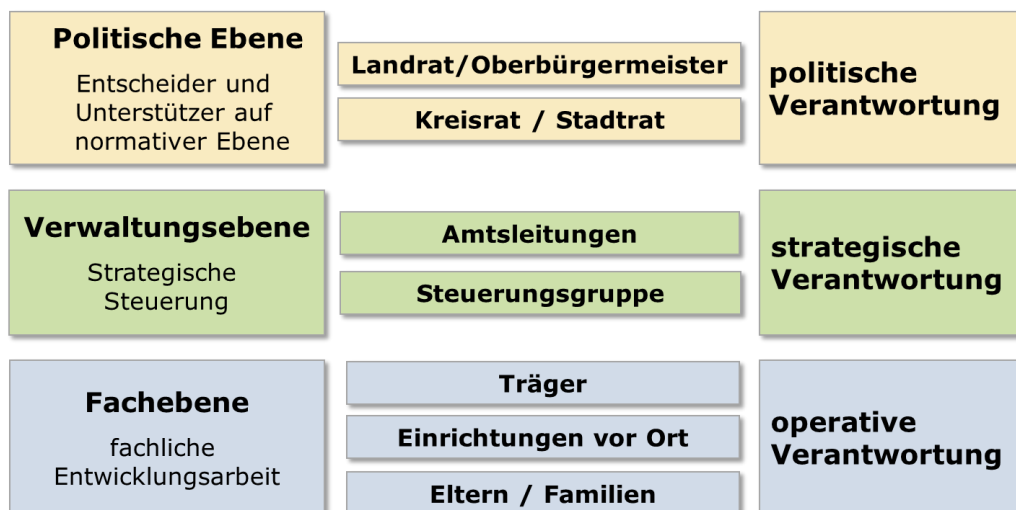 Politische Ebene
Entscheider und
Unterstützer auf
normativer Ebene
Landrat/Oberbürgermeister
Kreisrat / Stadtrat
politische
Verantwortung
Verwaltungsebene
Strategische
Steuerung
Amtsleitungen
Steuerungsgruppe
strategische
Verantwortung
Fachebene
fachliche
Entwicklungsarbeit
Träger
Einrichtungen vor Ort
Eltern / Familien
operative
Verantwortung